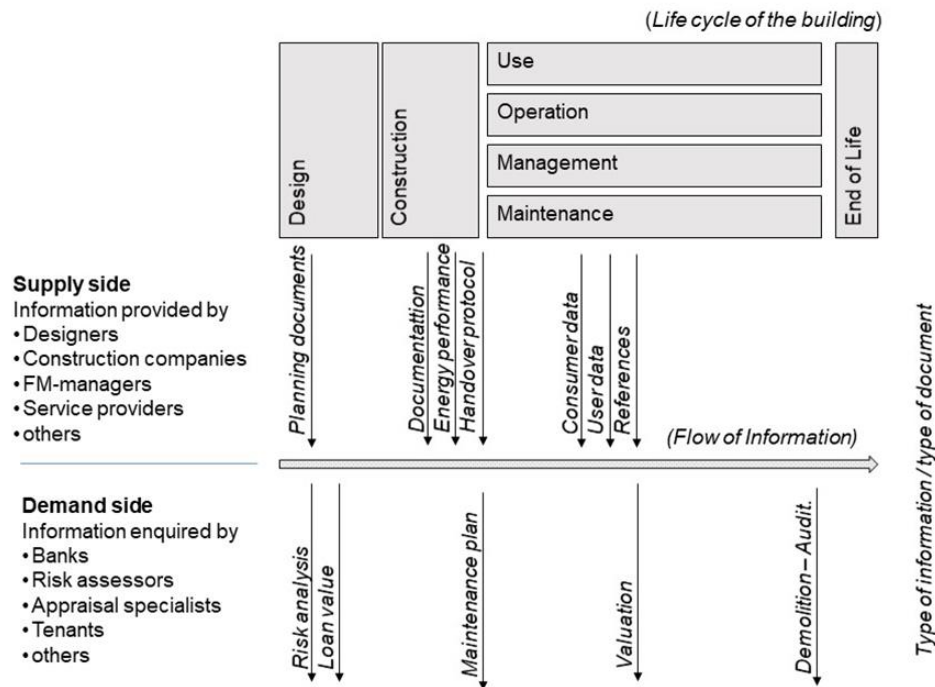 (Life cycle of the building)
Design
Construction
Use
Operation
Management
Maintenance
End of Life
Supply side
Information provided by
• Designers
• Construction companies
• FM-managers
• Service providers
• others
Planning documents
Documentattion
Energy performance
Handover protocol
Consumer data
User data
References
(Flow of Information)
Demand side
Information enquired by
• Banks
• Risk assessors
• Appraisal specialists
• Tenants
• others
Risk analysis
Loan value
Maintenance plan
Valuation
Demolition – Audit.
Type of information / type of document